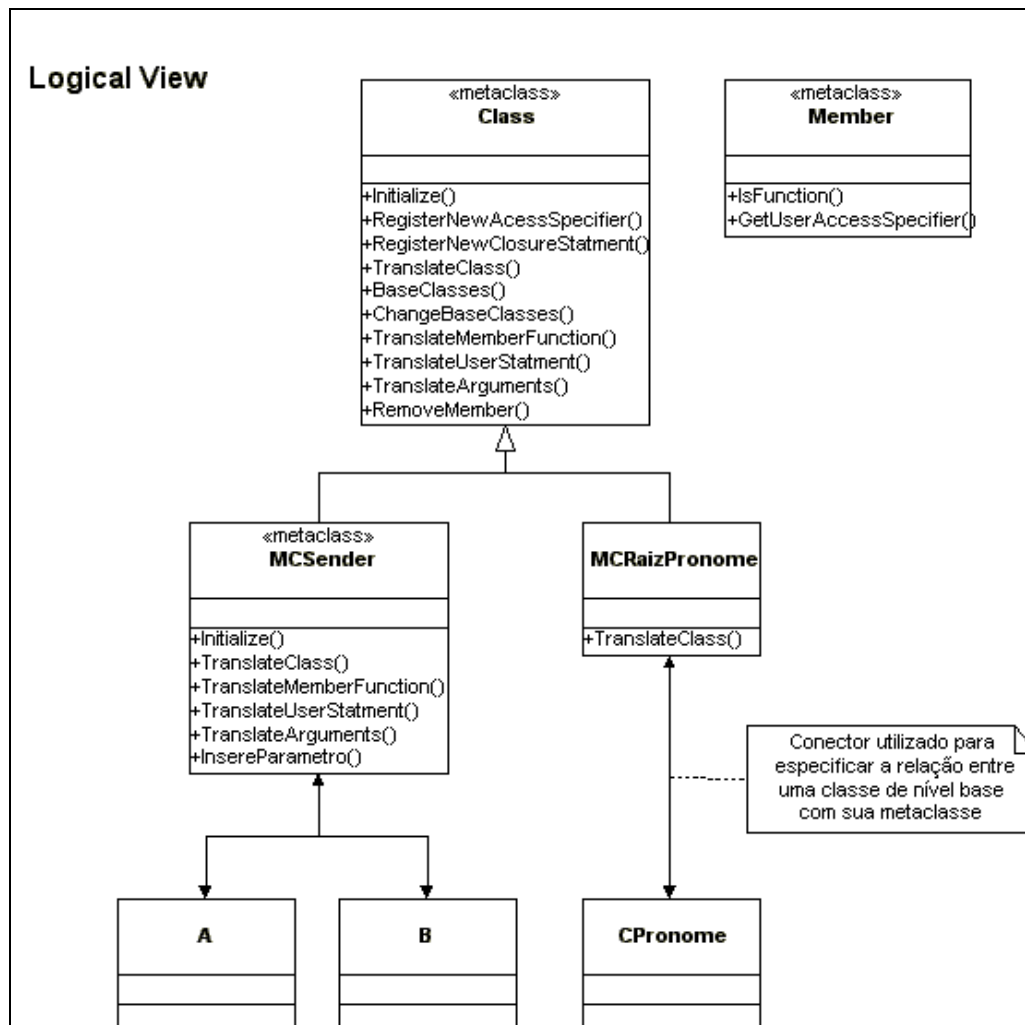 Logical View
«metaclass»
Class
+Initialize()
+RegisterNewAcessSpecifier()
+RegisterNewClosureStatment()
+TranslateClass()
+BaseClasses()
+ChangeBaseClasses()
+TranslateMemberFunction()
+TranslateUserStatment()
+TranslateArguments()
+RemoveMember()
«metaclass»
Member
+IsFunction()
+GetUserAccessSpecifier()
«metaclass»
MCSender
+Initialize()
+TranslateClass()
+TranslateMemberFunction()
+TranslateUserStatment()
+TranslateArguments()
+InsereParametro()
MCRaizPronome
+TranslateClass()
Conector utilizado para
especificar a relação entre
uma classe de nível base
com sua metaclasse
A
B
CPronome